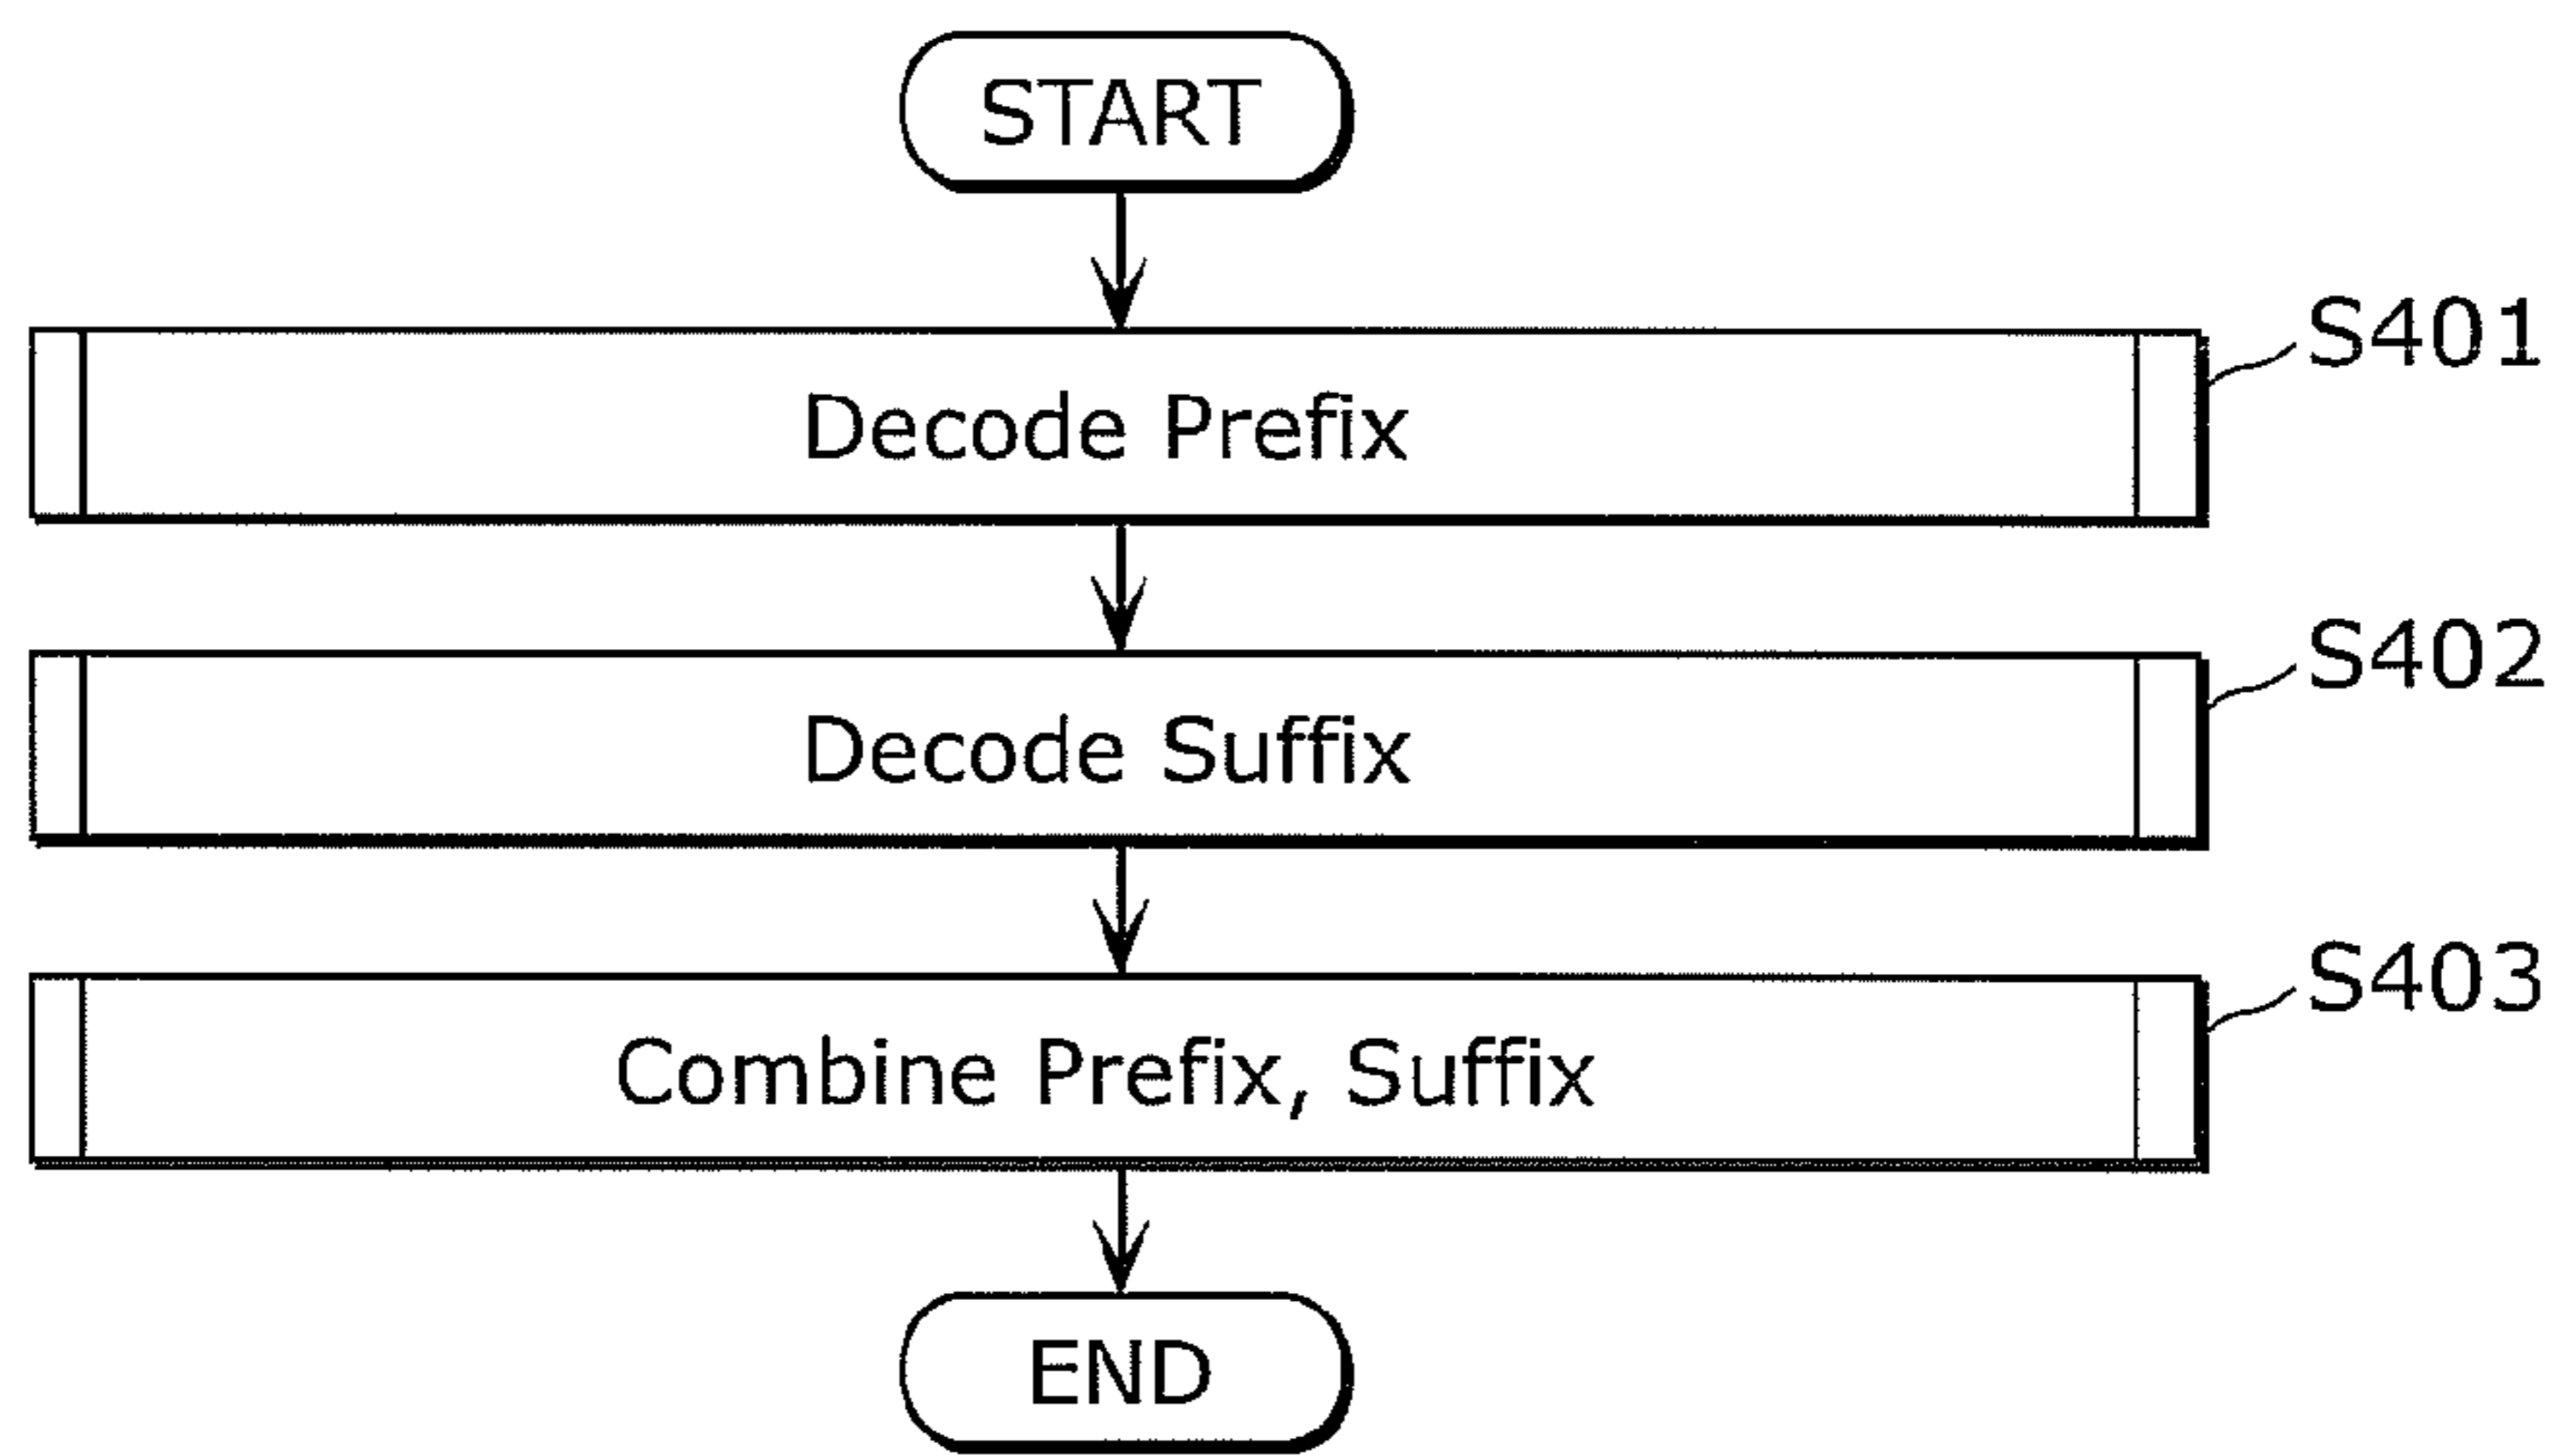 START
S401
Decode Prefix
S402
Decode Suffix
S403
Combine Prefix, Suffix
END